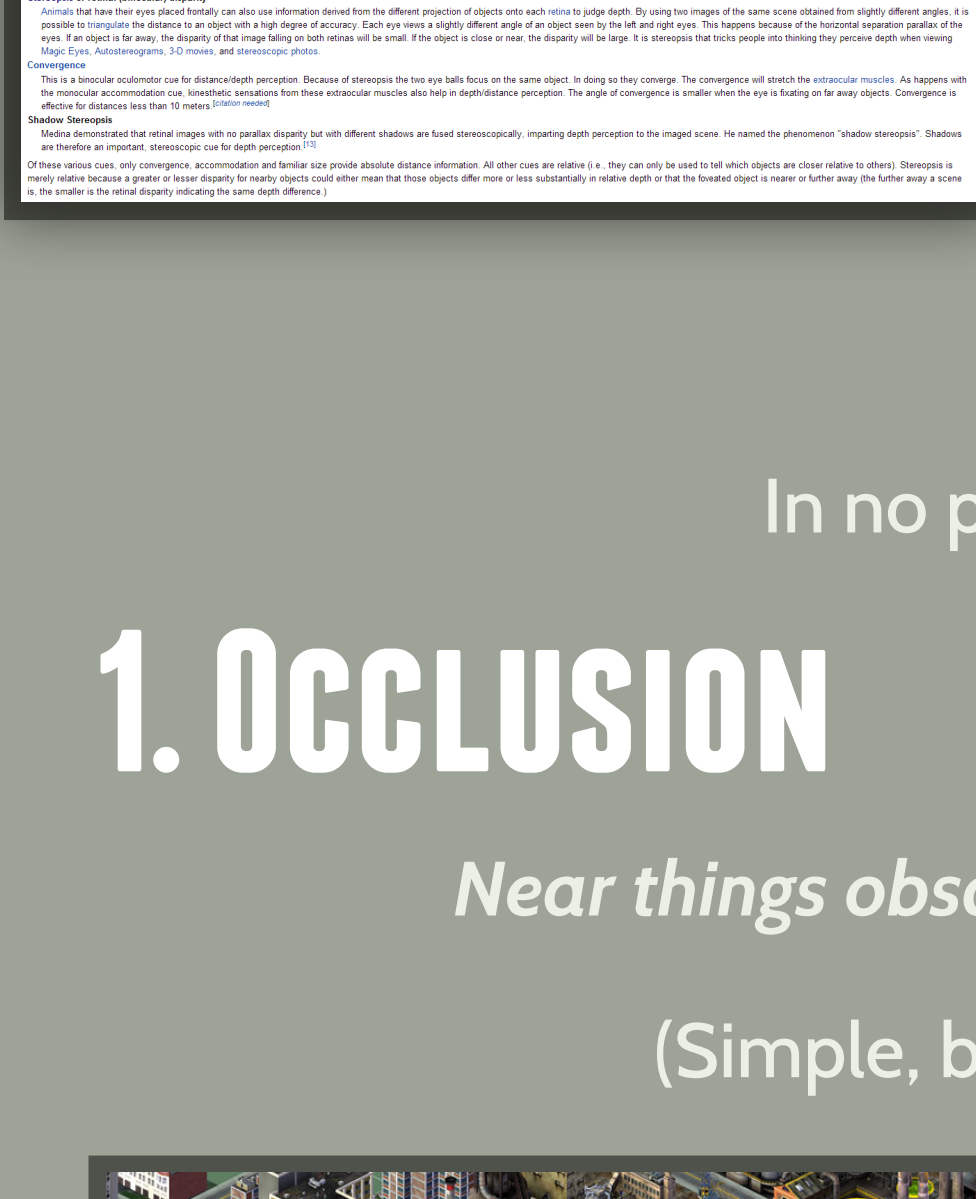 Animals that have their eyes placed frontally can also use information derived from the different projection of objects onto each retina to judge depth. By using two images of the same scene obtained from slightly different angles, it is
possible to triangulate the distance to an object with a high degree of accuracy. Each eye views a slightly different angle of an object seen by the left and right eyes. This happens because of the horizontal separation parallax of the
eyes. If an object is far away, the disparity of that image falling on both retinas will be small. If the object is close or near, the disparity will be large. It is stereopsis that tricks people into thinking they perceive depth when viewing
Magic Eyes, Autostereograms, 3-D movies, and stereoscopic photos.
Convergence
This is a binocular oculomotor cue for distance/depth perception. Because of stereopsis the two eye balls focus on the same object. In doing so they converge. The convergence will stretch the extraocular muscles. As happens with
the monocular accommodation cue, kinesthetic sensations from these extraocular muscles also help in depth/distance perception. The angle of convergence is smaller when the eye is fixating on far away objects. Convergence is
effective for distances less than 10 meters.[citation needed]
Shadow Stereopsis
Medina demonstrated that retinal images with no parallax disparity but with different shadows are fused stereoscopically, imparting depth perception to the imaged scene. He named the phenomenon "shadow stereopsis". Shadows
are therefore an important, stereoscopic cue for depth perception.[13]
Of these various cues, only convergence, accommodation and familiar size provide absolute distance information. All other cues are relative (i.e., they can only be used to tell which objects are closer relative to others). Stereopsis is
merely relative because a greater or lesser disparity for nearby objects could either mean that those objects differ more or less substantially in relative depth or that the foveated object is nearer or further away (the further away a scene
is, the smaller is the retinal disparity indicating the same depth difference.)
In no p
1. Occlusion
Near things obsc
(Simple, b